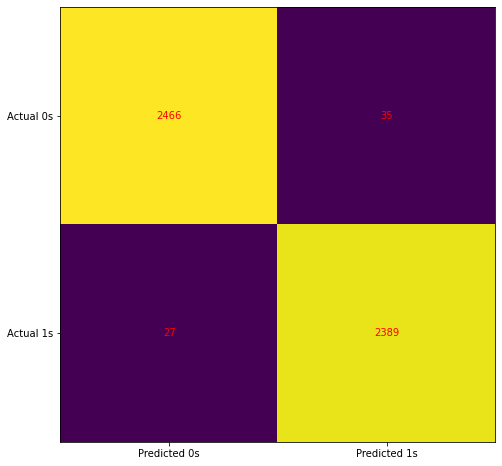 Actual 0s 2466 35
Actual 1s 27 2389
Predicted 0s Predicted 1s